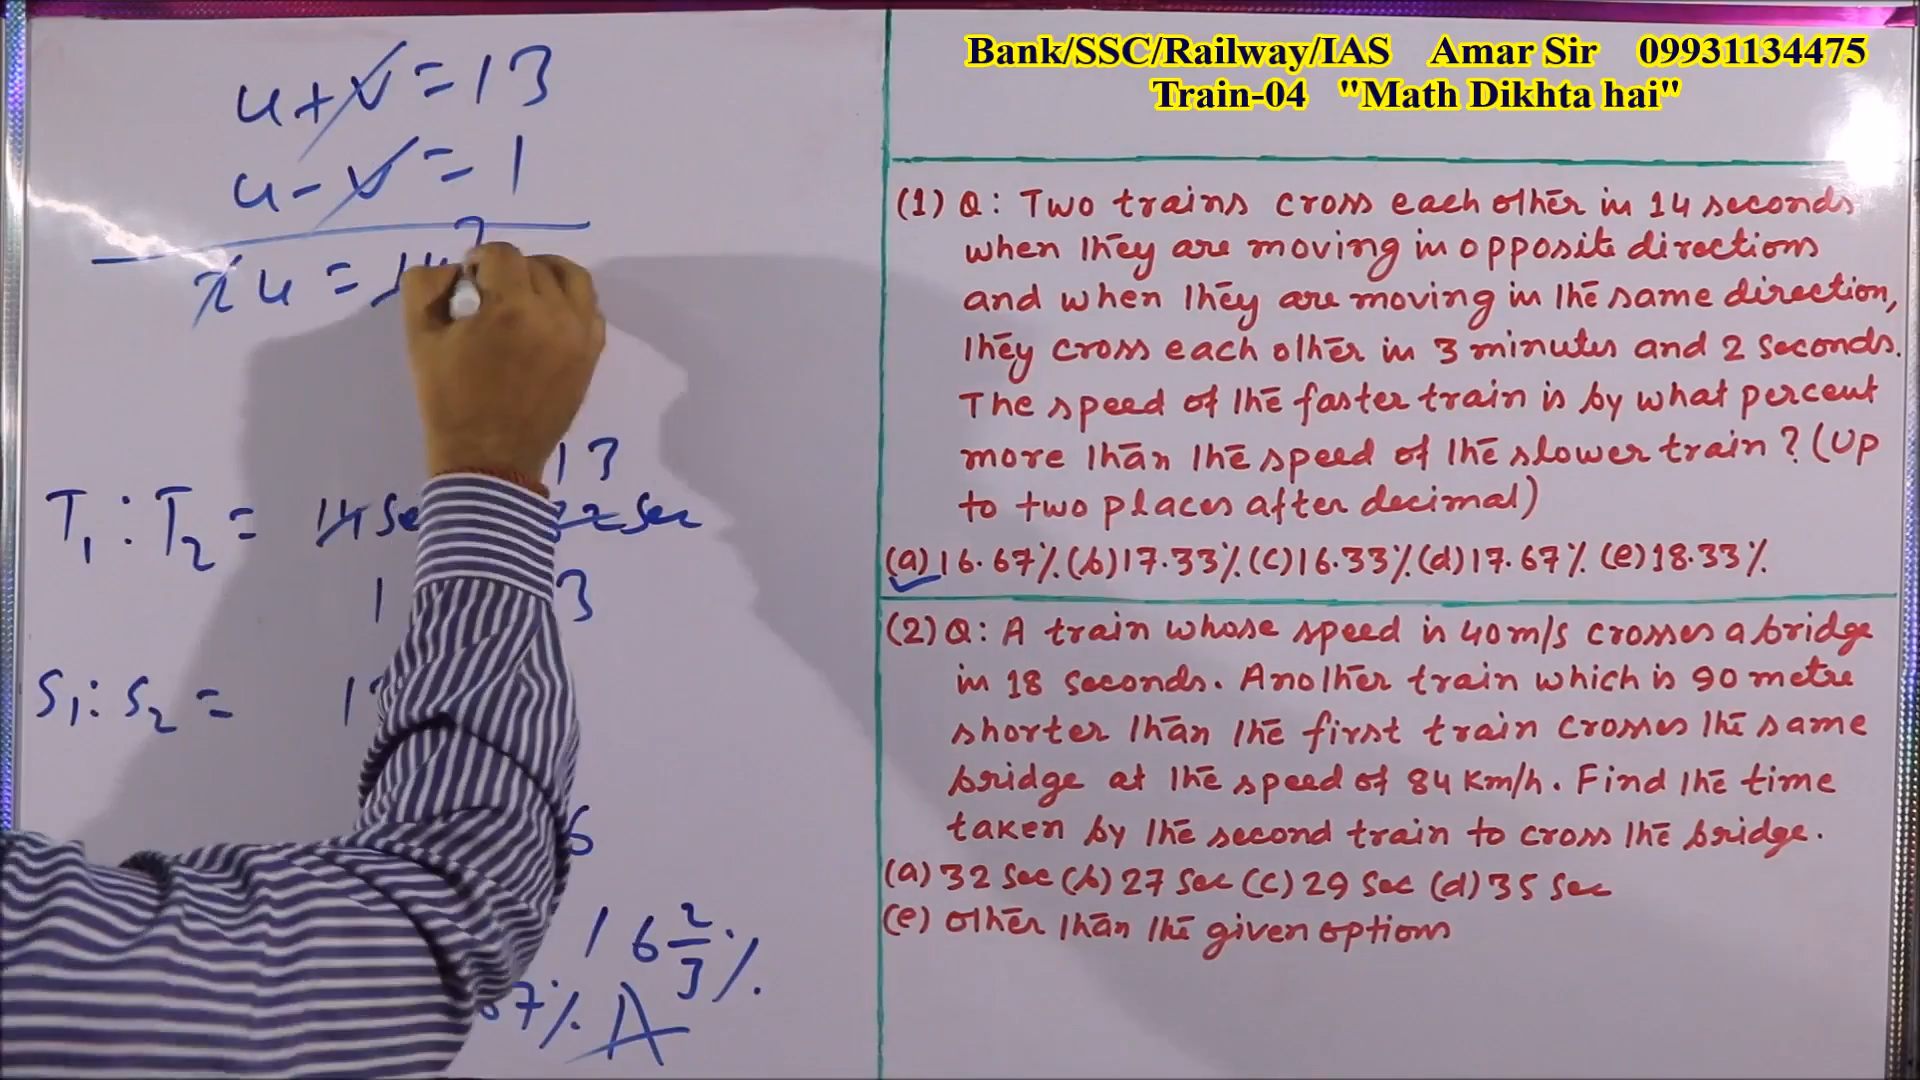 Bank/SSC/Railway/IAS Amar Sir 09931134475
Train-04 "Math Dikhta hai"
u+v=13
u-v=1
2u=14
7
13
T1:T2= 14 sec
1 3
S1:S2=
6
16 2/3 %
67% A
(1) Q: Two trains cross each other in 14 seconds
when they are moving in opposite directions
and when they are moving in the same direction,
they cross each other in 3 minutes and 2 seconds.
The speed of the faster train is by what percent
more than the speed of the slower train? (Up
to two places after decimal)
(a) 16.67% (b) 17.33% (c) 16.33% (d) 17.67% (e) 18.33%
(2) Q: A train whose speed is 40m/s crosses a bridge
in 18 seconds. Another train which is 90 metre
shorter than the first train crosses the same
bridge at the speed of 84 Km/h. Find the time
taken by the second train to cross the bridge.
(a) 32 Sec (b) 27 Sec (c) 29 Sec (d) 35 Sec
(e) Other than the given options